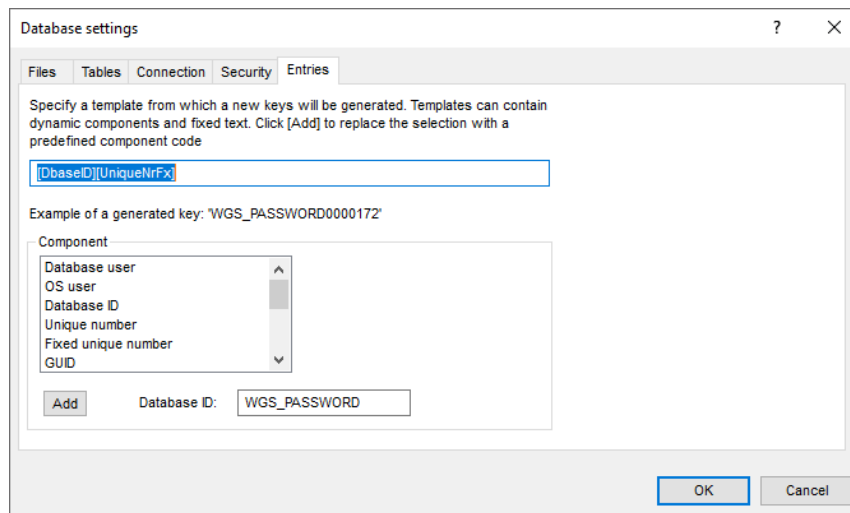 Database settings
?
Files Tables Connection Security Entries
Specify a template from which a new keys will be generated. Templates can contain
dynamic components and fixed text. Click [Add] to replace the selection with a
predefined component code
[DbaseID][UniqueNrFx]
Example of a generated key: 'WGS_PASSWORD0000172'
Component
Database user
OS user
Database ID
Unique number
Fixed unique number
GUID
Add Database ID: WGS_PASSWORD
OK Cancel